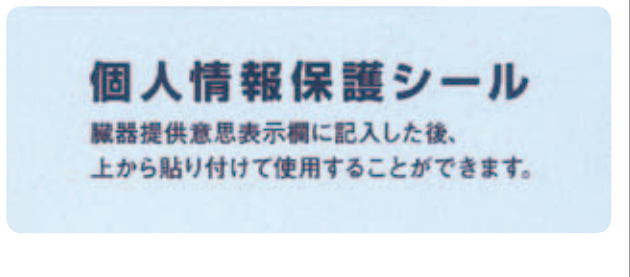 個人情報保護シール
臓器提供意思表示欄に記入した後、
上から貼り付けて使用することができます。